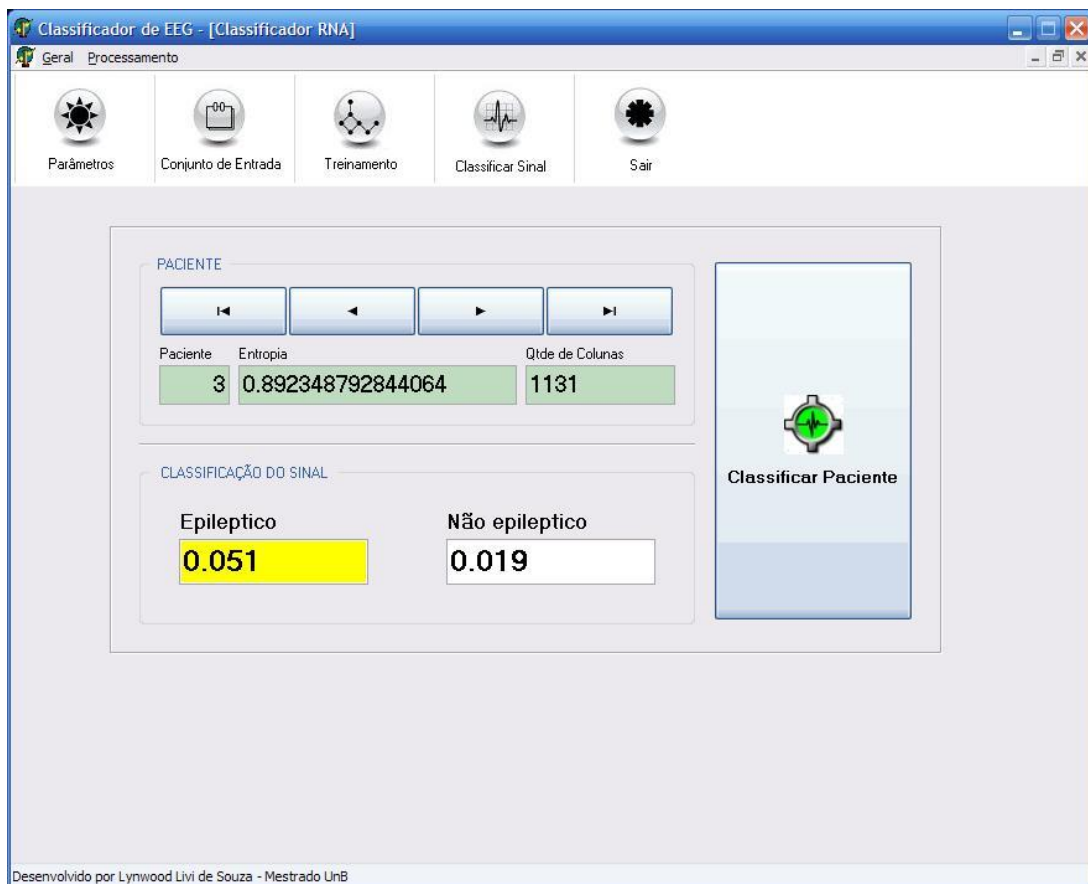 Classificador de EEG - [Classificador RNA]
Geral Processamento
Parâmetros
Conjunto de Entrada
Treinamento
Classificar Sinal
Sair
PACIENTE
Paciente Entropia Qtde de Colunas
3 0.892348792844064 1131
CLASSIFICAÇÃO DO SINAL
Epileptico Não epileptico
0.051 0.019
Classificar Paciente
Desenvolvido por Lynwood Livi de Souza - Mestrado UnB